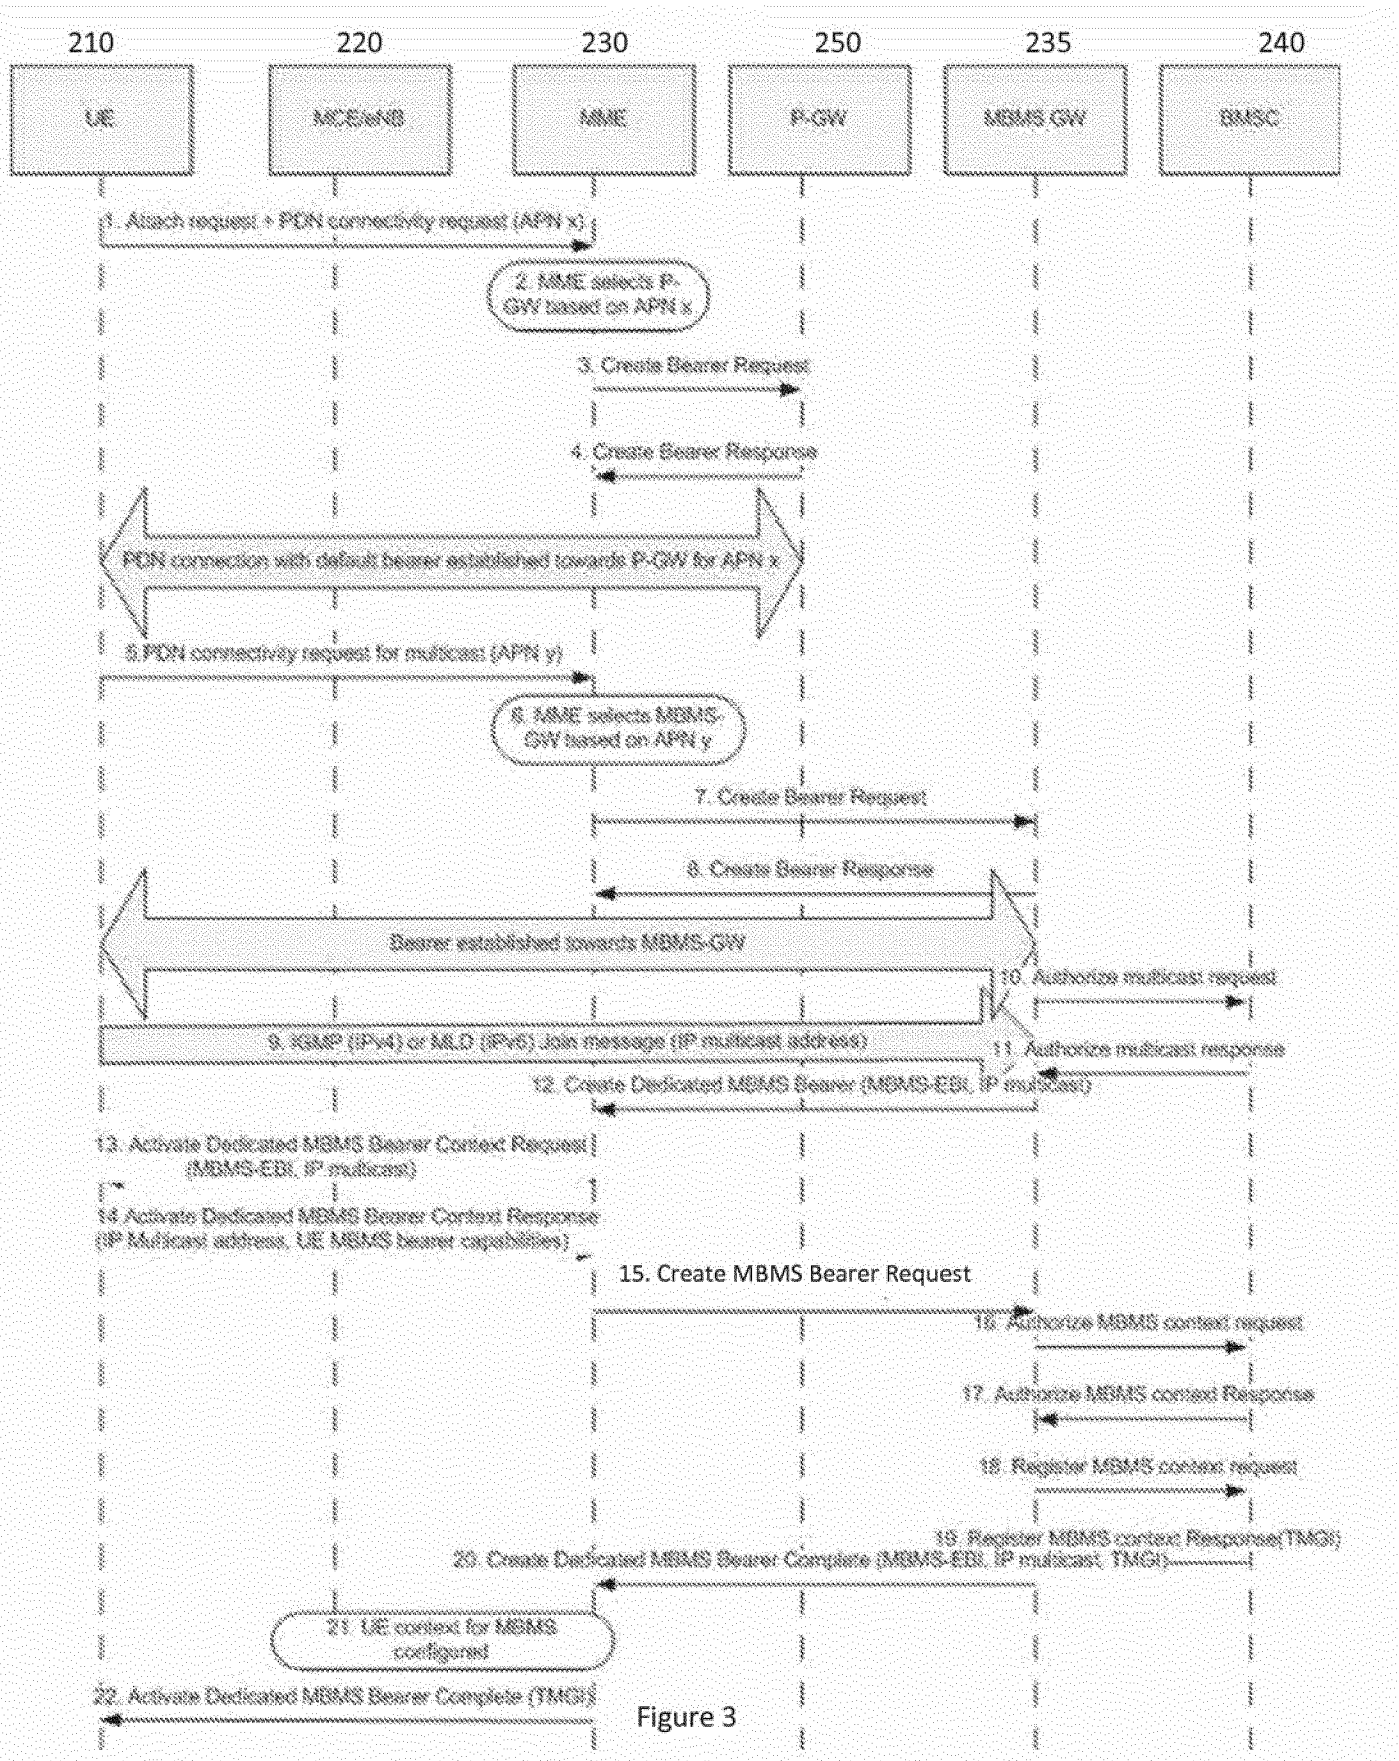 210 220 230 250 235 240
UE MCE/eNB MME P-GW MBMS GW BMSC
1. Attach request + PDN connectivity request (APN x)
2. MME selects P-
GW based on APN x
3. Create Bearer Request
4. Create Bearer Response
PDN connection with default bearer established towards P-GW for APN x
5.PDN connectivity request for multicast (APN y)
6. MME selects MBMS-
GW based on APN y
7. Create Bearer Request
8. Create Bearer Response
Bearer established towards MBMS-GW
10. Authorize multicast request
9. IGMP (IPv4) or MLD (IPv6) Join message (IP multicast address)
11. Authorize multicast response
12. Create Dedicated MBMS Bearer (MBMS-EBI, IP multicast)
13. Activate Dedicated MBMS Bearer Context Request
(MBMS-EBI, IP multicast)
14.Activate Dedicated MBMS Bearer Context Response
(IP Multicast address, UE MBMS bearer capabilities)
15. Create MBMS Bearer Request
16. Authorize MBMS context request
17. Authorize MBMS context Response
18. Register MBMS context request
19. Register MBMS context Response(TMGI)
20. Create Dedicated MBMS Bearer Complete (MBMS-EBI, IP multicast, TMGI)
21. UE context for MBMS
configured
22. Activate Dedicated MBMS Bearer Complete (TMGI)
Figure 3